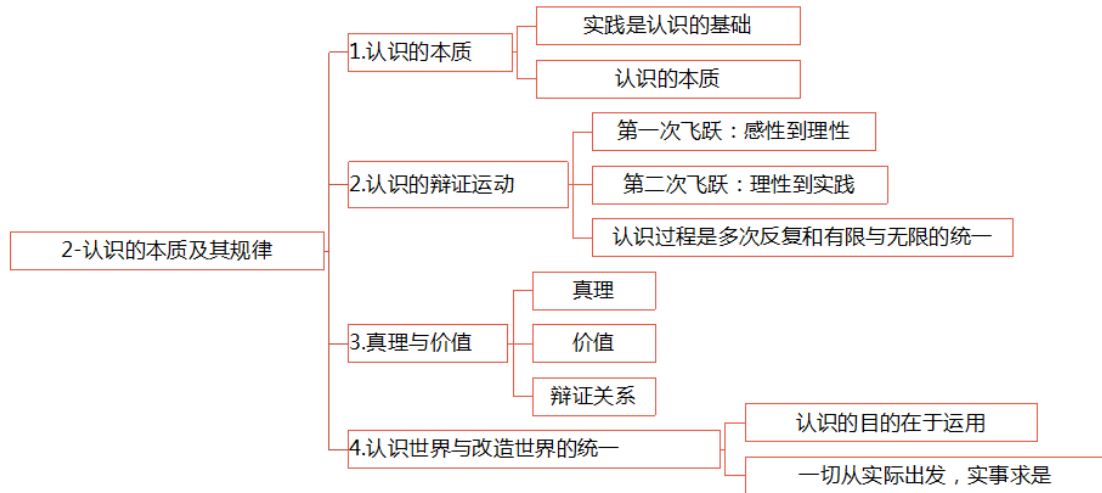 2-认识的本质及其规律
1.认识的本质
实践是认识的基础
认识的本质
2.认识的辩证运动
第一次飞跃：感性到理性
第二次飞跃：理性到实践
认识过程是多次反复和有限与无限的统一
3.真理与价值
真理
价值
辩证关系
4.认识世界与改造世界的统一
认识的目的在于运用
一切从实际出发，实事求是